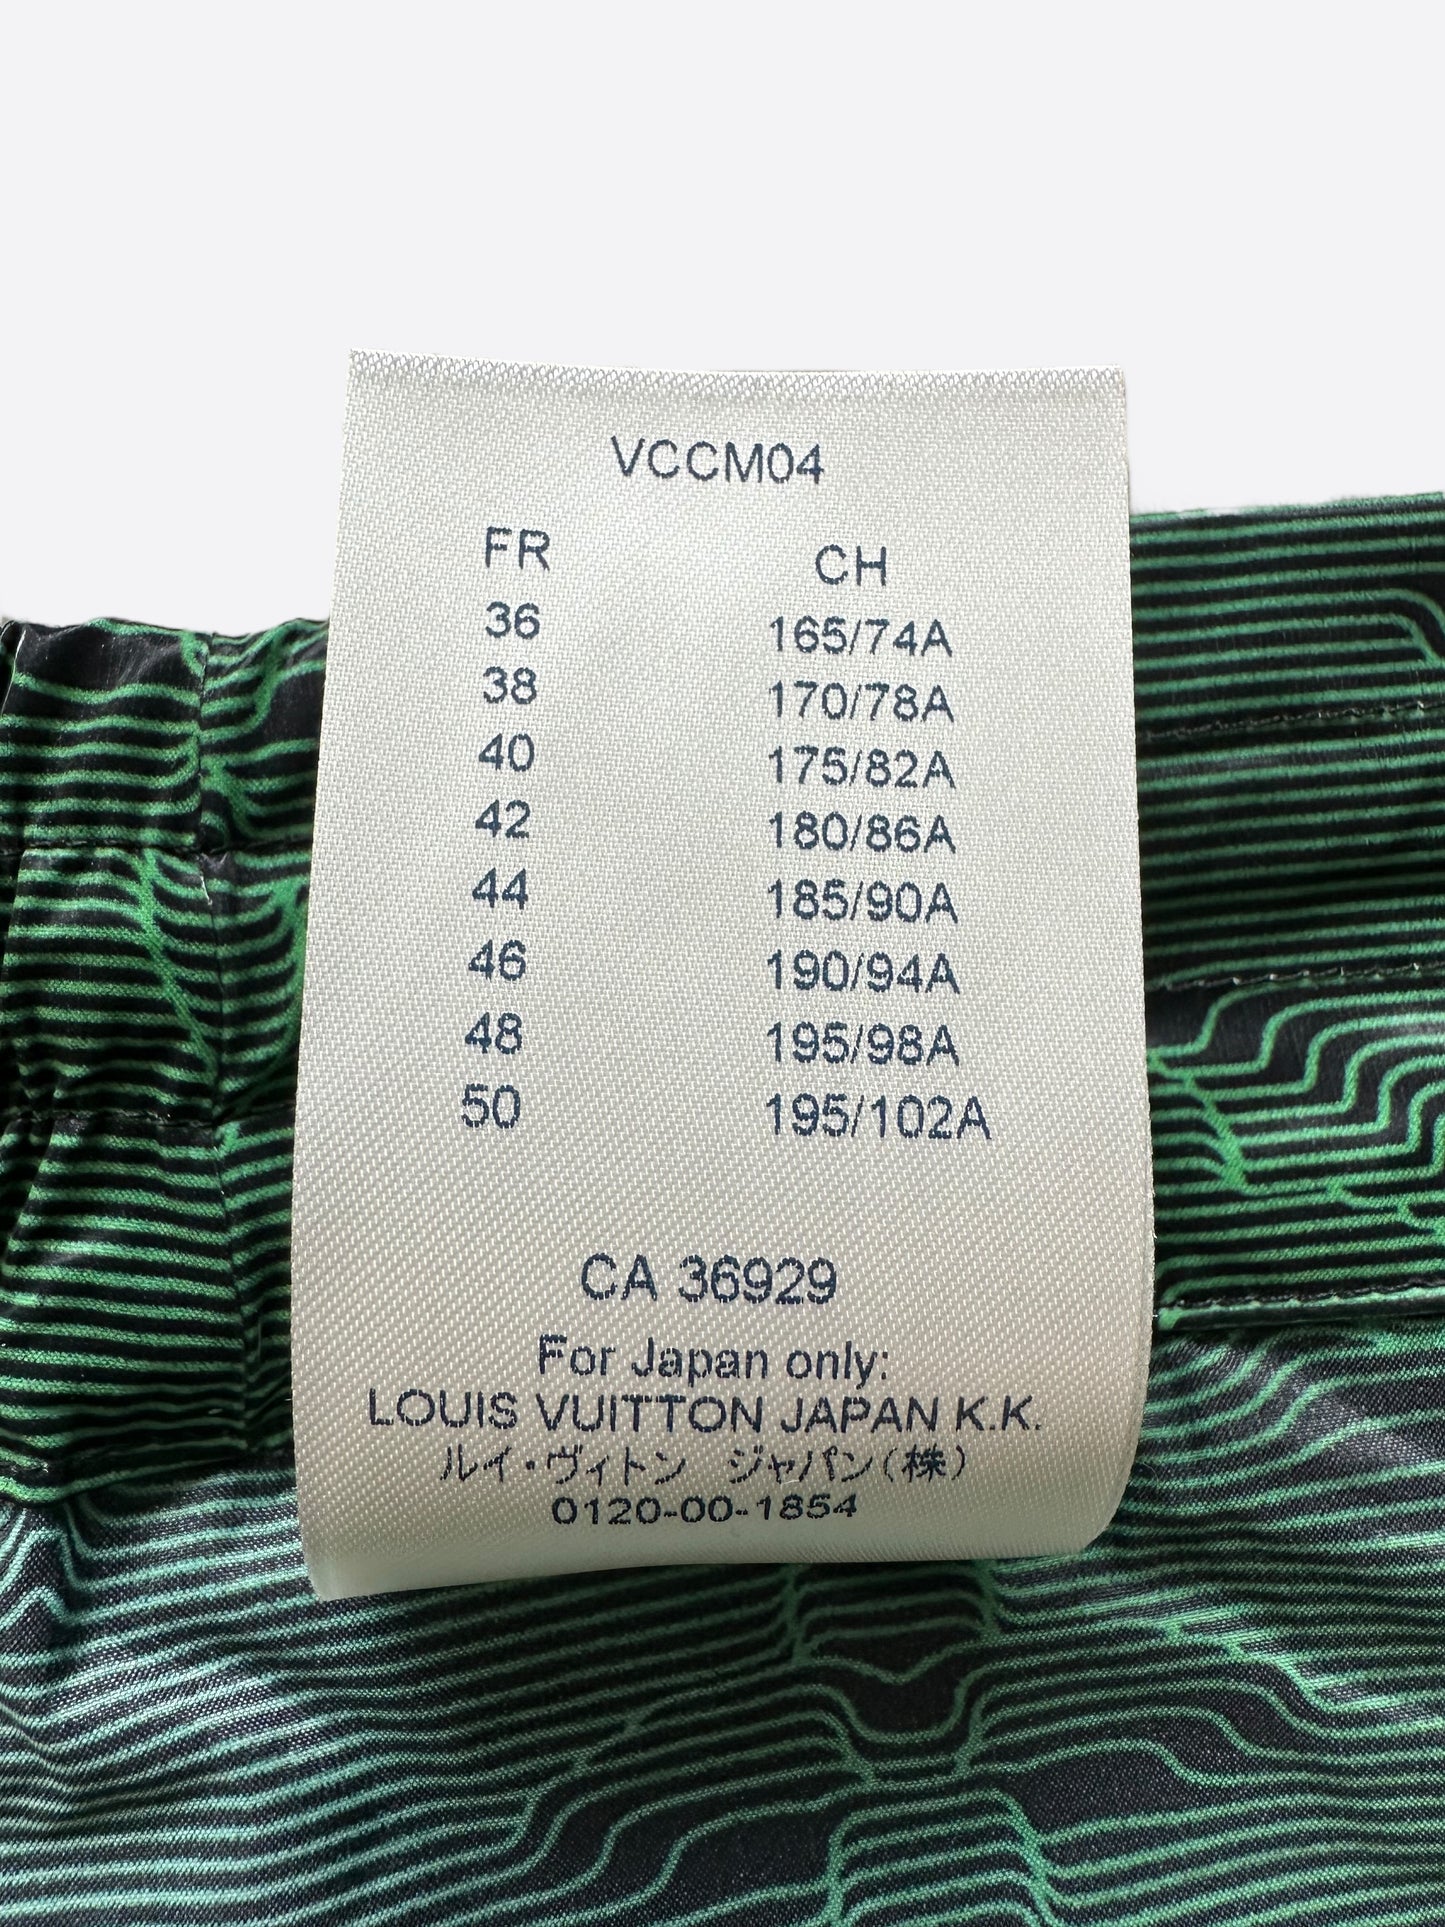 VCCM04
FR CH
36 165/74A
38 170/78A
40 175/82A
42 180/86A
44 185/90A
46 190/94A
48 195/98A
50 195/102A
CA 36929
For Japan only:
LOUIS VUITTON JAPAN K.K.
ルイ・ヴィトン ジャパン(株)
0120-00-1854